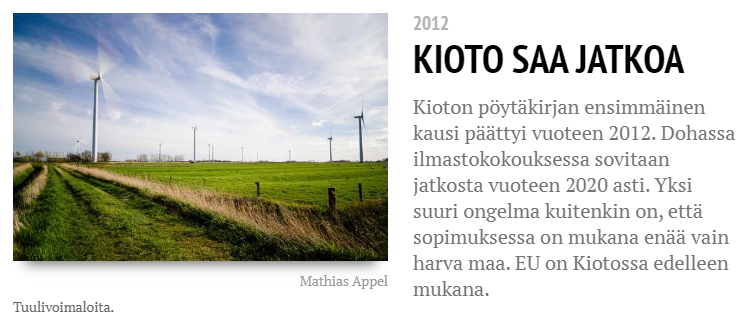 2012
KIOTO SAA JATKOA
Kioton pöytäkirjan ensimmäinen
kausi päättyi vuoteen 2012. Dohassa
ilmastokokouksessa sovitaan
jatkosta vuoteen 2020 asti. Yksi
suuri ongelma kuitenkin on, että
sopimuksessa on mukana enää vain
harva maa. EU on Kiotossa edelleen
mukana.
Mathias Appel
Tuulivoimaloita.